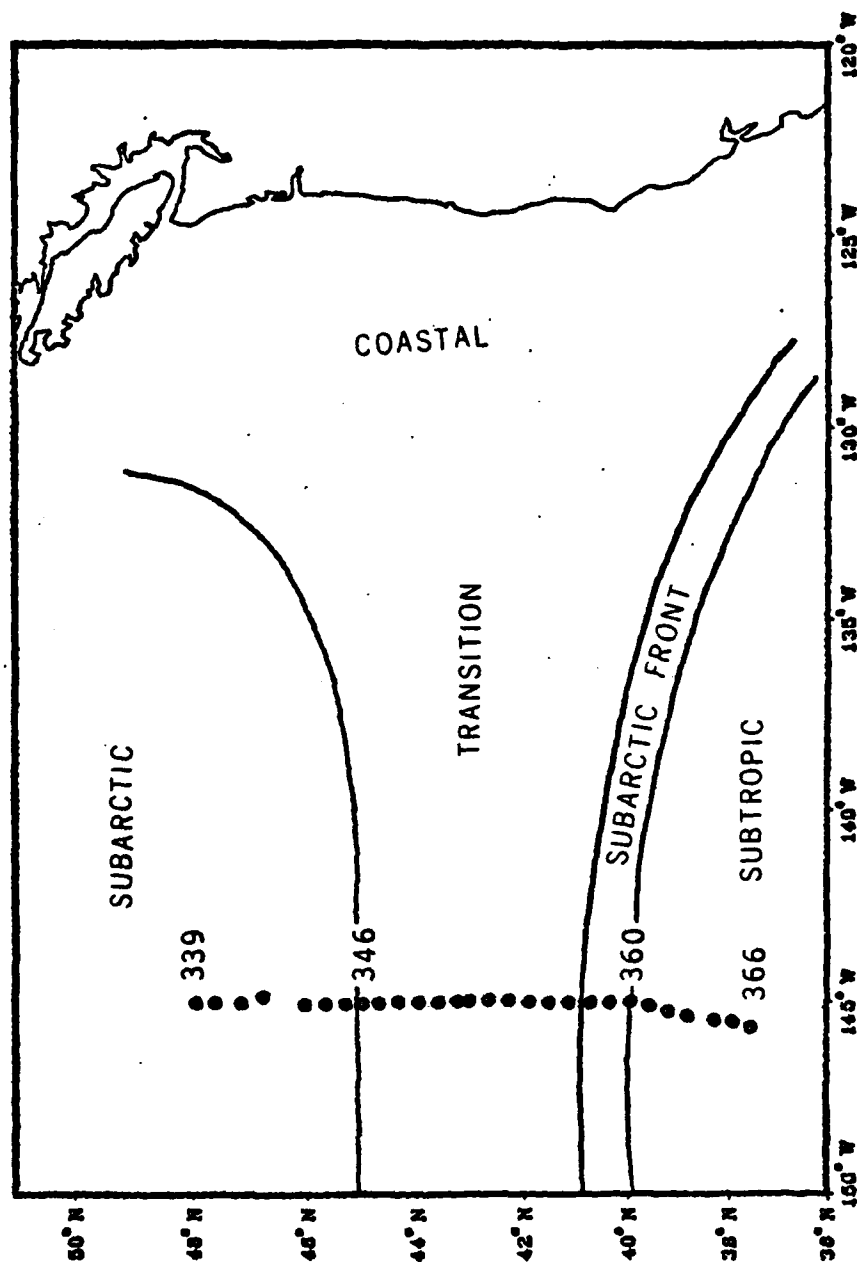 50° N
48° N
46° N
44° N
42° N
40° N
38° N
36° N
SUBARCTIC
339
346
TRANSITION
COASTAL
SUBARCTIC FRONT
360
366
SUBTROPIC
150° W
145° W
140° W
135° W
130° W
125° W
120° W